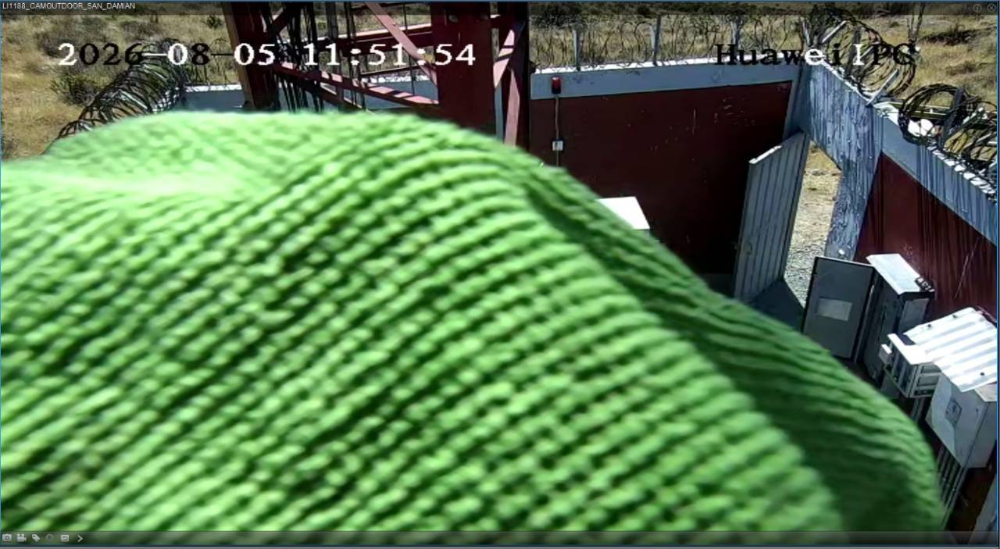 LI1188_CAMOUTDOOR_SAN_DAMIAN
2026-08-05 11:51:54
Huawei IPC